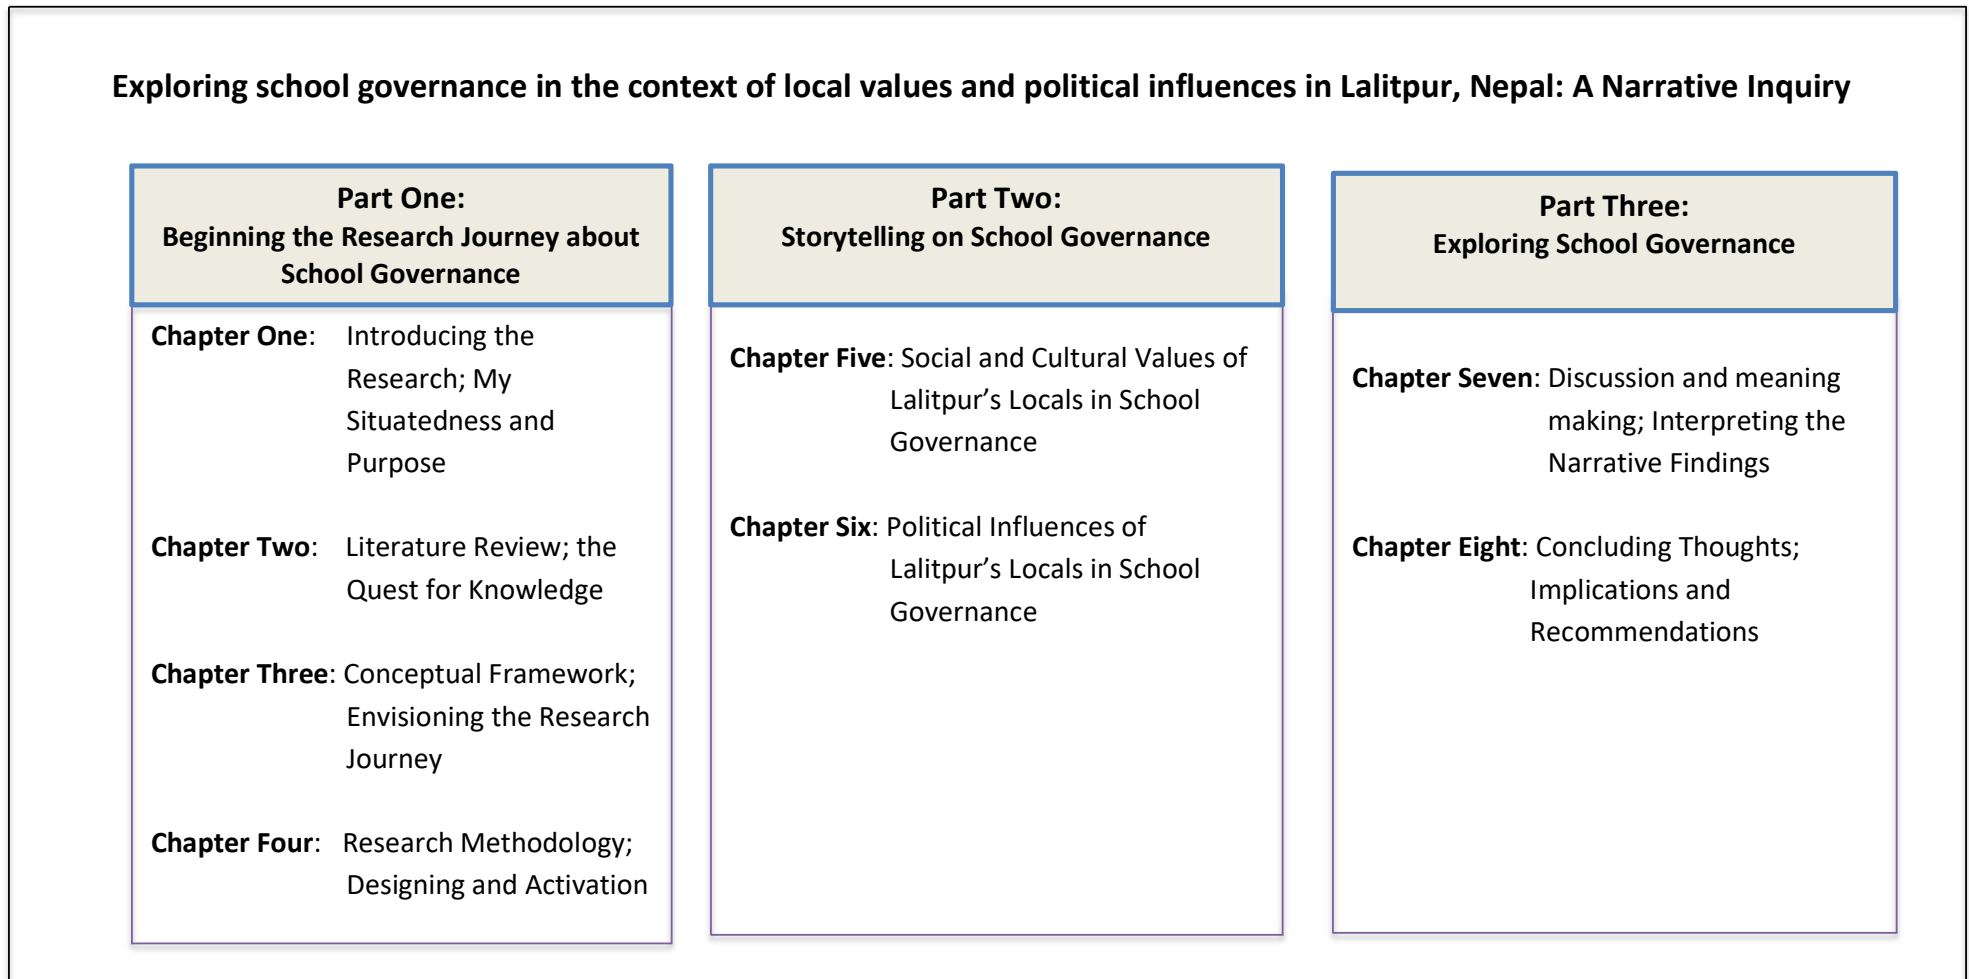 Exploring school governance in the context of local values and political influences in Lalitpur, Nepal: A Narrative Inquiry
Part One:
Beginning the Research Journey about
School Governance
Chapter One: Introducing the
Research; My
Situatedness and
Purpose
Chapter Two: Literature Review; the
Quest for Knowledge
Chapter Three: Conceptual Framework;
Envisioning the Research
Journey
Chapter Four: Research Methodology;
Designing and Activation
Part Two:
Storytelling on School Governance
Chapter Five: Social and Cultural Values of
Lalitpur’s Locals in School
Governance
Chapter Six: Political Influences of
Lalitpur’s Locals in School
Governance
Part Three:
Exploring School Governance
Chapter Seven: Discussion and meaning
making; Interpreting the
Narrative Findings
Chapter Eight: Concluding Thoughts;
Implications and
Recommendations